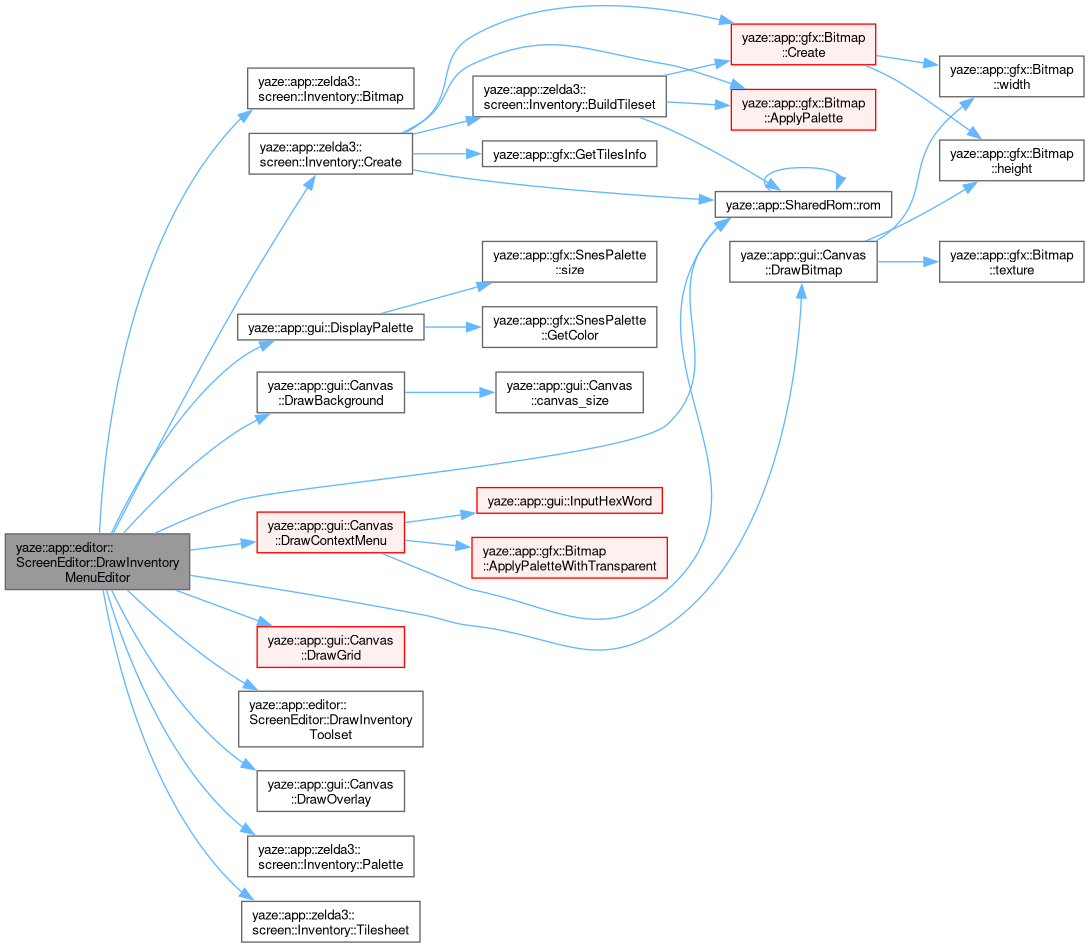 yaze::app::editor::
ScreenEditor::DrawInventory
MenuEditor
yaze::app::zelda3::
screen::Inventory::Bitmap
yaze::app::zelda3::
screen::Inventory::Create
yaze::app::gui::DisplayPalette
yaze::app::gui::Canvas
::DrawBackground
yaze::app::gui::Canvas
::DrawContextMenu
yaze::app::gui::Canvas
::DrawGrid
yaze::app::editor::
ScreenEditor::DrawInventory
Toolset
yaze::app::gui::Canvas
::DrawOverlay
yaze::app::zelda3::
screen::Inventory::Palette
yaze::app::zelda3::
screen::Inventory::Tilesheet
yaze::app::zelda3::
screen::Inventory::BuildTileset
yaze::app::gfx::GetTilesInfo
yaze::app::gfx::SnesPalette
::size
yaze::app::gfx::SnesPalette
::GetColor
yaze::app::gui::Canvas
::canvas_size
yaze::app::gui::InputHexWord
yaze::app::gfx::Bitmap
::ApplyPaletteWithTransparent
yaze::app::gfx::Bitmap
::Create
yaze::app::gfx::Bitmap
::ApplyPalette
yaze::app::SharedRom::rom
yaze::app::gui::Canvas
::DrawBitmap
yaze::app::gfx::Bitmap
::width
yaze::app::gfx::Bitmap
::height
yaze::app::gfx::Bitmap
::texture